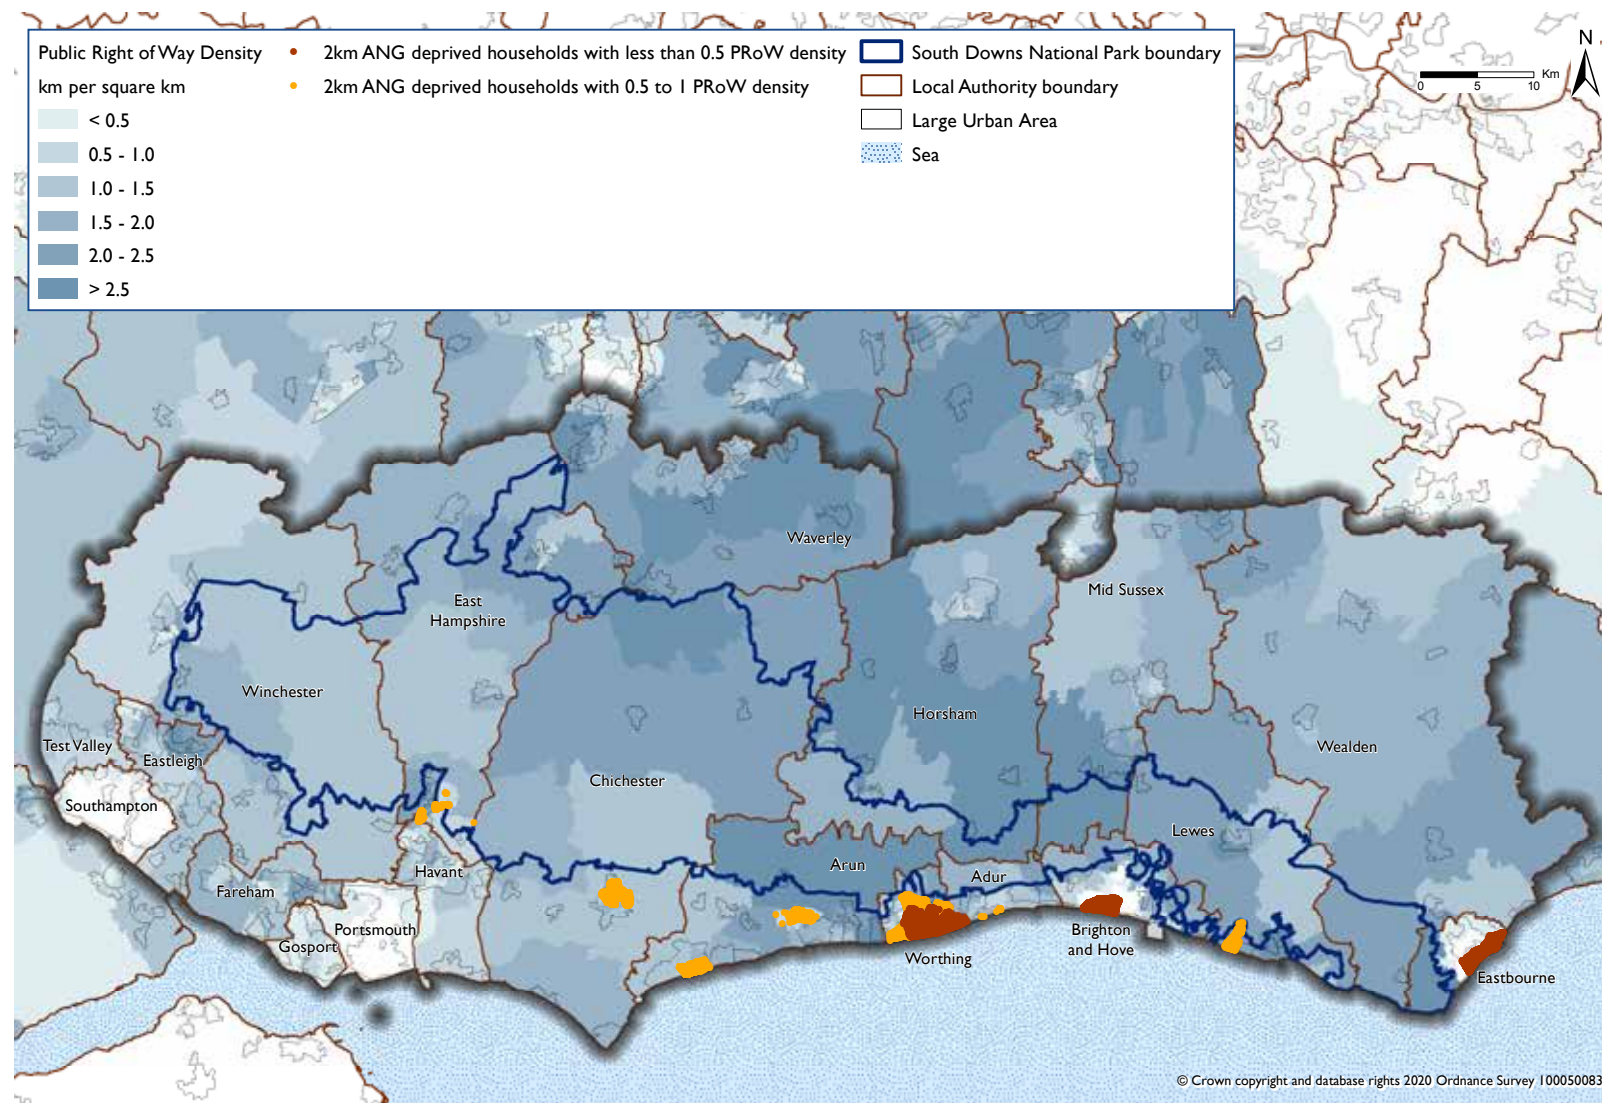 Public Right of Way Density
km per square km
< 0.5
0.5 - 1.0
1.0 - 1.5
1.5 - 2.0
2.0 - 2.5
> 2.5
2km ANG deprived households with less than 0.5 PRoW density
2km ANG deprived households with 0.5 to 1 PRoW density
South Downs National Park boundary
Local Authority boundary
Large Urban Area
Sea
N
Km
0 5 10
Waverley
Mid Sussex
East
Hampshire
Winchester
Horsham
Test Valley
Eastleigh
Wealden
Chichester
Southampton
Lewes
Arun
Havant
Adur
Fareham
Portsmouth
Gosport
Brighton
and Hove
Worthing
Eastbourne
© Crown copyright and database rights 2020 Ordnance Survey 100050083